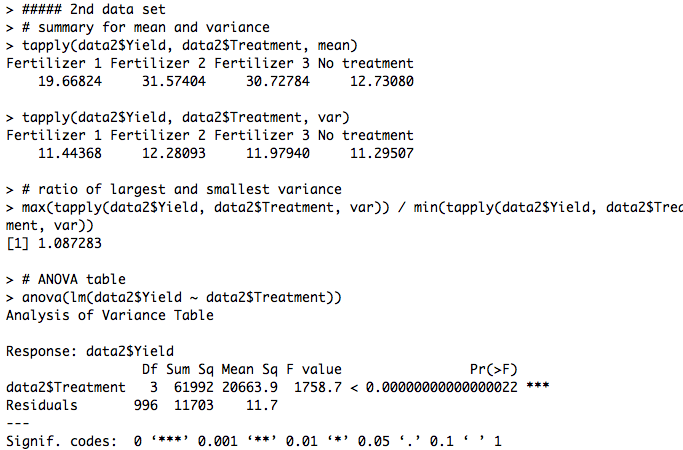 > ##### 2nd data set
> # summary for mean and variance
> tapply(data2$Yield, data2$Treatment, mean)
Fertilizer 1 Fertilizer 2 Fertilizer 3 No treatment
    19.66824     31.57404     30.72784     12.73080

> tapply(data2$Yield, data2$Treatment, var)
Fertilizer 1 Fertilizer 2 Fertilizer 3 No treatment
    11.44368     12.28093     11.97940     11.29507

> # ratio of largest and smallest variance
> max(tapply(data2$Yield, data2$Treatment, var)) / min(tapply(data2$Yield, data2$Trea
ment, var))
[1] 1.087283

> # ANOVA table
> anova(lm(data2$Yield ~ data2$Treatment))
Analysis of Variance Table

Response: data2$Yield
                 Df Sum Sq Mean Sq F value                Pr(>F)
data2$Treatment   3  61992 20663.9  1758.7 < 0.00000000000000022 ***
Residuals       996  11703    11.7
---
Signif. codes:  0 ‘***’ 0.001 ‘**’ 0.01 ‘*’ 0.05 ‘.’ 0.1 ‘ ’ 1